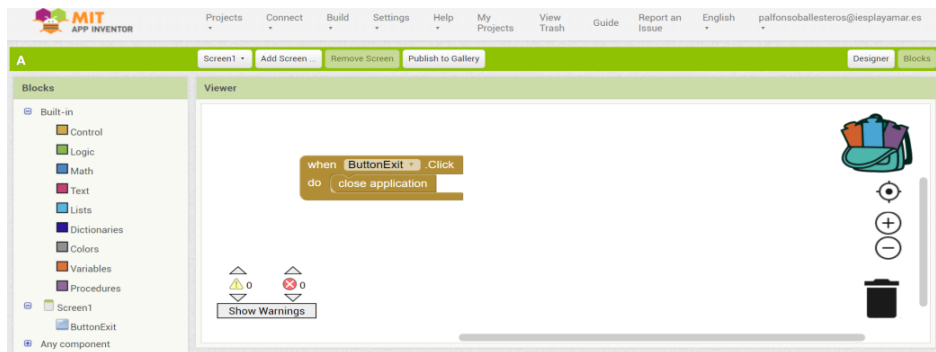 MIT
APP INVENTOR
Projects
Connect
Build
Settings
Help
My
Projects
View
Trash
Guide
Report an
Issue
English
palfonsoballesteros@iesplayamar.es
A
Screen1
Add Screen ...
Remove Screen
Publish to Gallery
Designer
Blocks
Blocks
Viewer
Built-in
Control
Logic
Math
Text
Lists
Dictionaries
Colors
Variables
Procedures
Screen1
ButtonExit
Any component
when ButtonExit .Click
do close application
0
0
Show Warnings